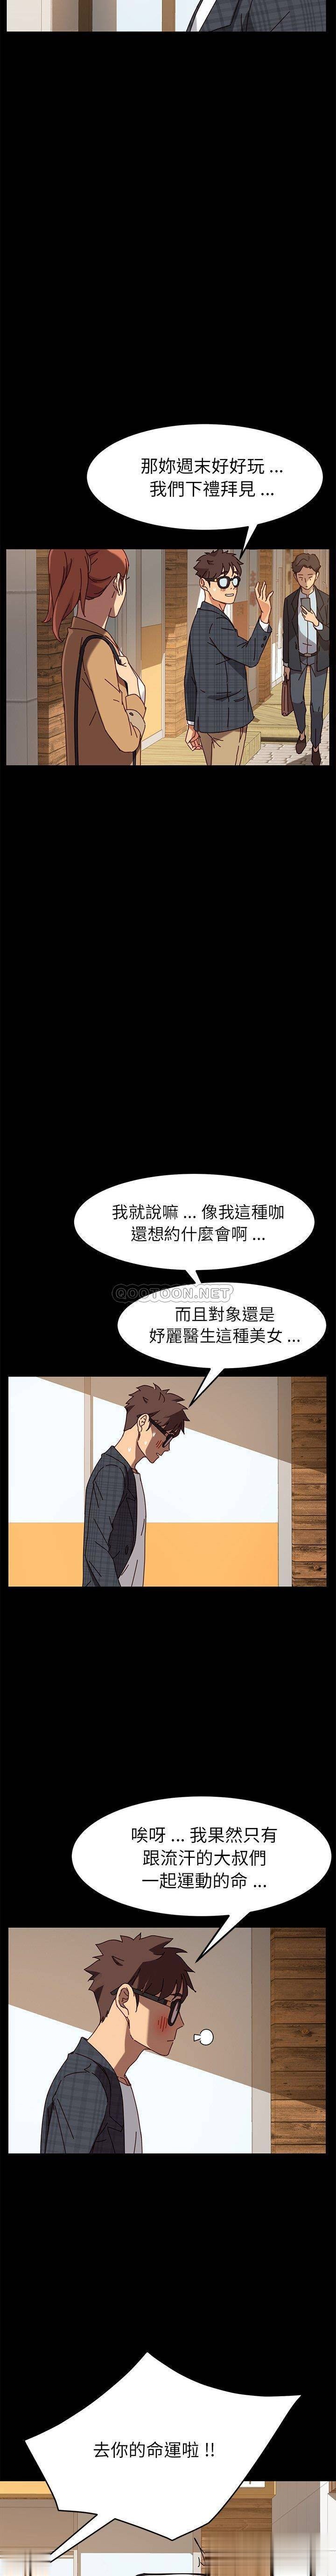 那妳週末好好玩 ...
我們下禮拜見 ...
我就說嘛 ... 像我這種咖
還想約什麼會啊 ...
QOOTOON.NET
而且對象還是
妤麗醫生這種美女 ...
唉呀 ... 我果然只有
跟流汗的大叔們
一起運動的命 ...
去你的命運啦 !!